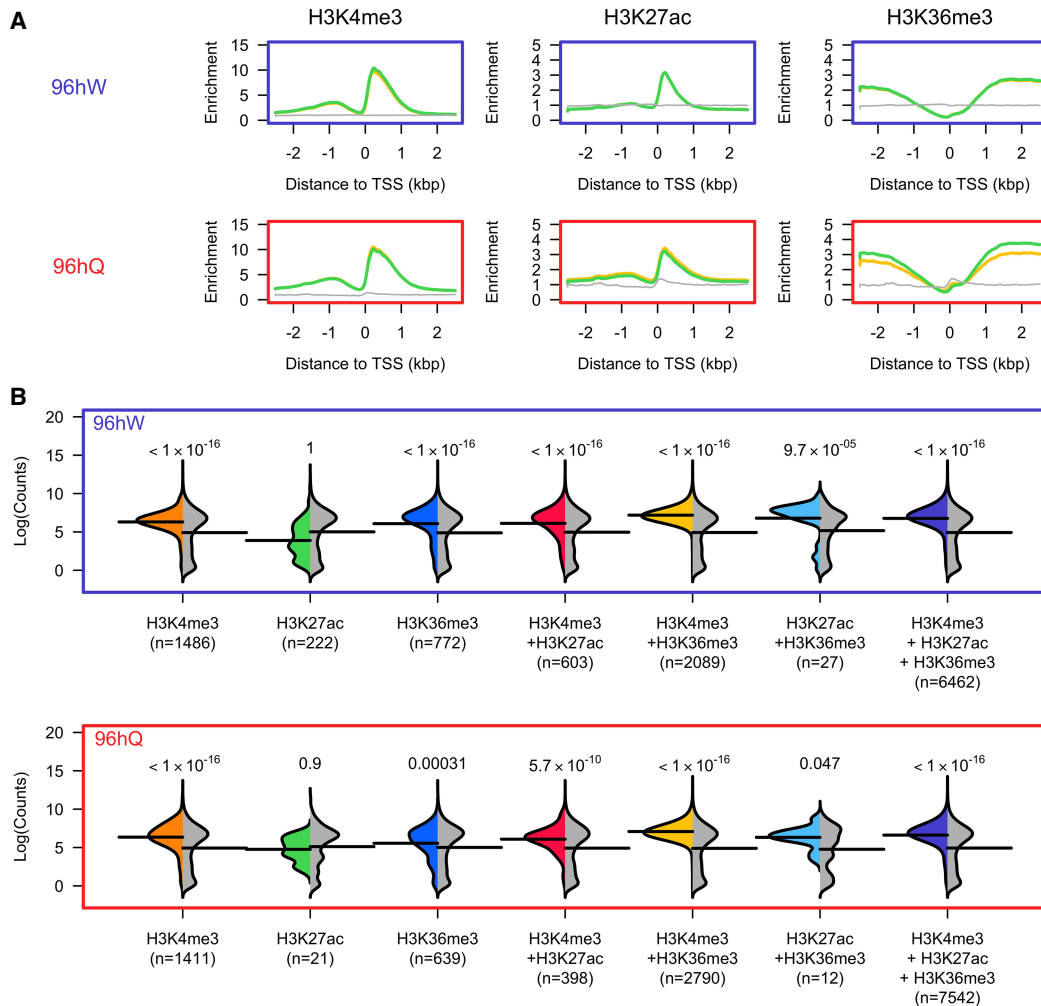 A
H3K4me3 H3K27ac H3K36me3
96hW
Enrichment
15
10
5
0
-2 -1 0 1 2
Distance to TSS (kbp)
Enrichment
5
4
3
2
1
0
-2 -1 0 1 2
Distance to TSS (kbp)
Enrichment
5
4
3
2
1
0
-2 -1 0 1 2
Distance to TSS (kbp)
96hQ
Enrichment
15
10
5
0
-2 -1 0 1 2
Distance to TSS (kbp)
Enrichment
5
4
3
2
1
0
-2 -1 0 1 2
Distance to TSS (kbp)
Enrichment
5
4
3
2
1
0
-2 -1 0 1 2
Distance to TSS (kbp)
B
96hW
Log(Counts)
20
15
10
5
0
< 1 × 10⁻¹⁶ 1 < 1 × 10⁻¹⁶ < 1 × 10⁻¹⁶ < 1 × 10⁻¹⁶ 9.7 × 10⁻⁰⁵ < 1 × 10⁻¹⁶
H3K4me3
(n=1486)
H3K27ac
(n=222)
H3K36me3
(n=772)
H3K4me3
+H3K27ac
(n=603)
H3K4me3
+H3K36me3
(n=2089)
H3K27ac
+H3K36me3
(n=27)
H3K4me3
+ H3K27ac
+ H3K36me3
(n=6462)
96hQ
Log(Counts)
20
15
10
5
0
< 1 × 10⁻¹⁶ 0.9 0.00031 5.7 × 10⁻¹⁰ < 1 × 10⁻¹⁶ 0.047 < 1 × 10⁻¹⁶
H3K4me3
(n=1411)
H3K27ac
(n=21)
H3K36me3
(n=639)
H3K4me3
+H3K27ac
(n=398)
H3K4me3
+H3K36me3
(n=2790)
H3K27ac
+H3K36me3
(n=12)
H3K4me3
+ H3K27ac
+ H3K36me3
(n=7542)